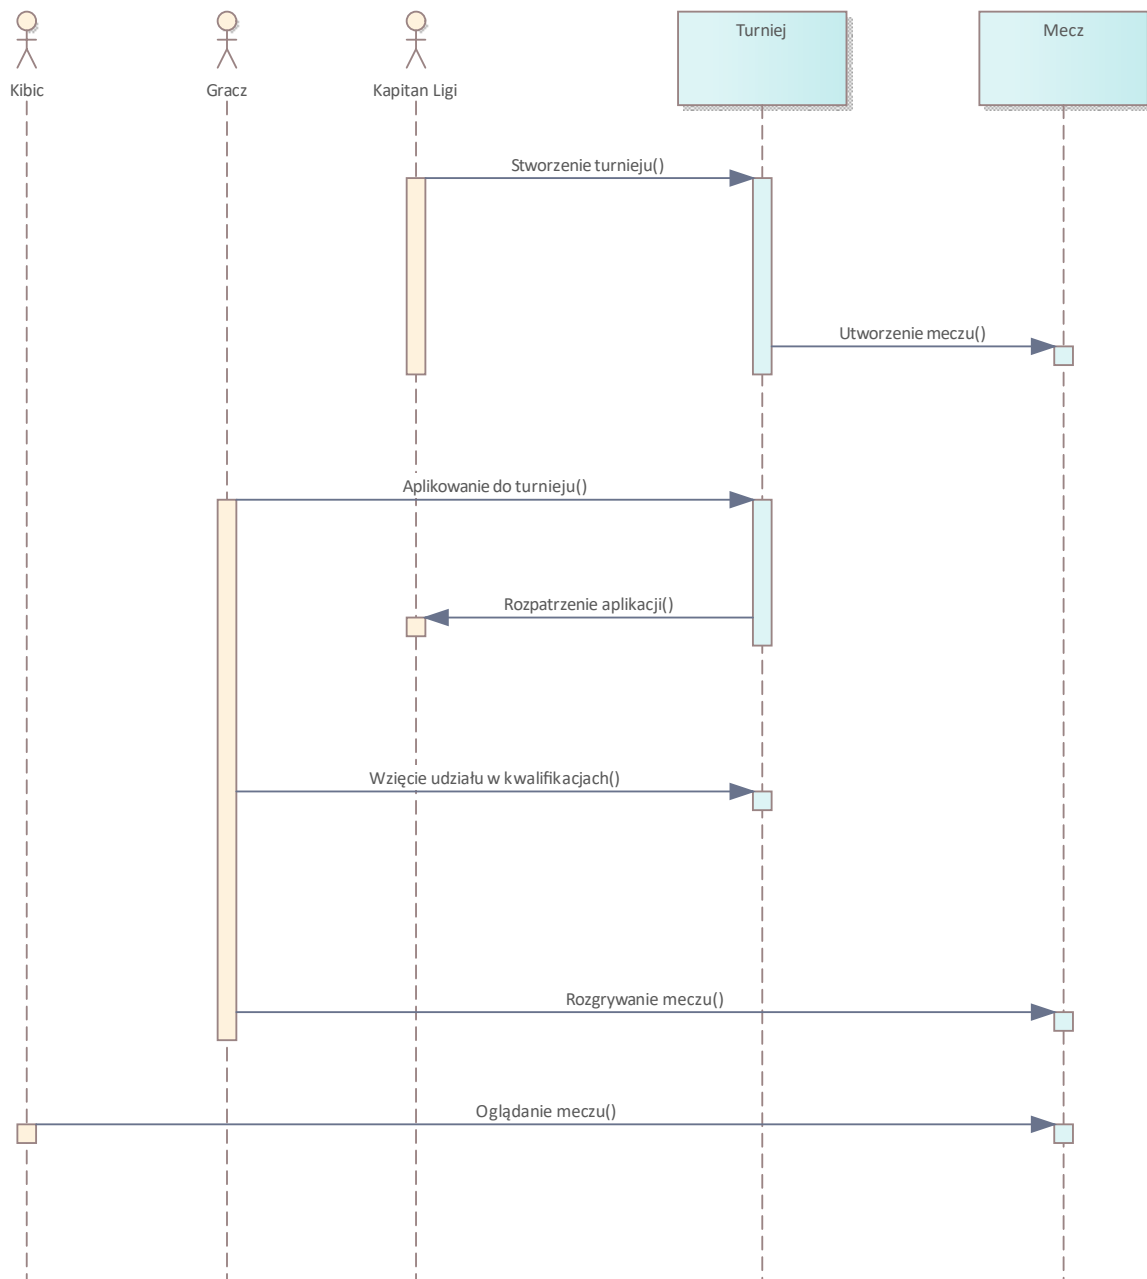 Turniej
Mecz
Kibic
Gracz
Kapitan Ligi
Stworzenie turnieju()
Utworzenie meczu()
Aplikowanie do turnieju()
Rozpatrzenie aplikacji()
Wzięcie udziału w kwalifikacjach()
Rozgrywanie meczu()
Oglądanie meczu()